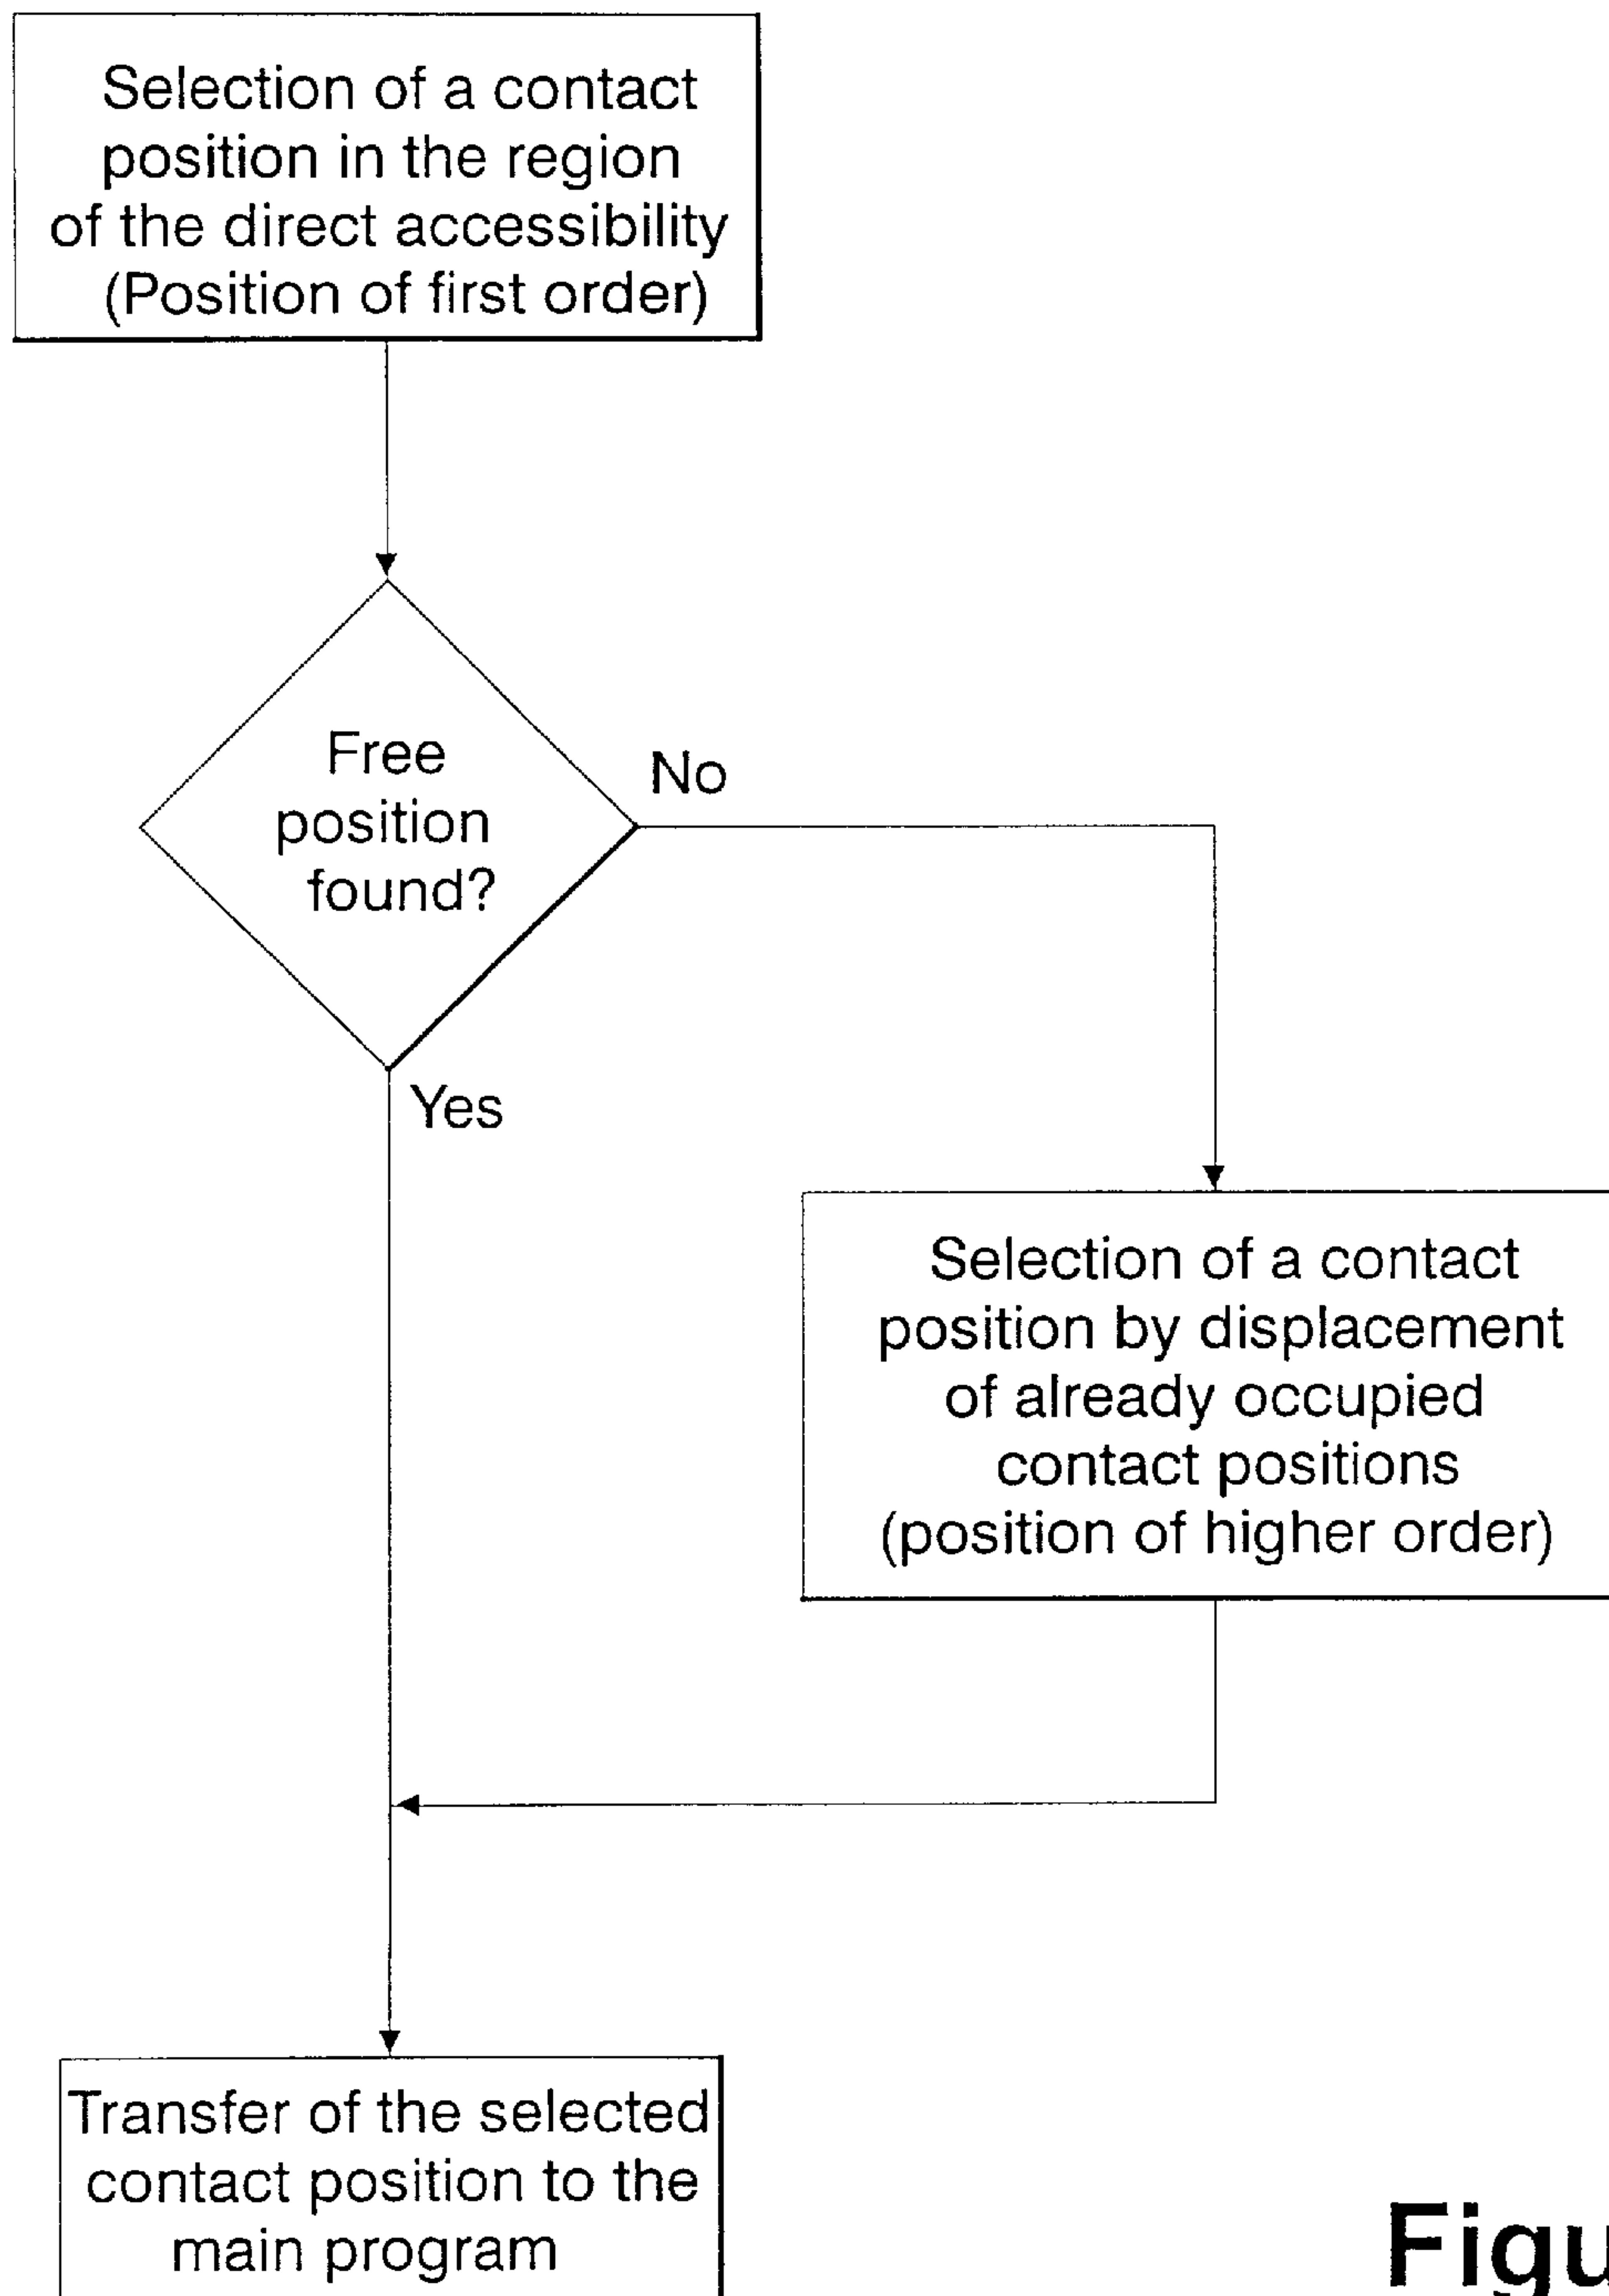 Selection of a contact
position in the region
of the direct accessibility
(Position of first order)
Free
position
found?
No
Yes
Selection of a contact
position by displacement
of already occupied
contact positions
(position of higher order)
Transfer of the selected
contact position to the
main program